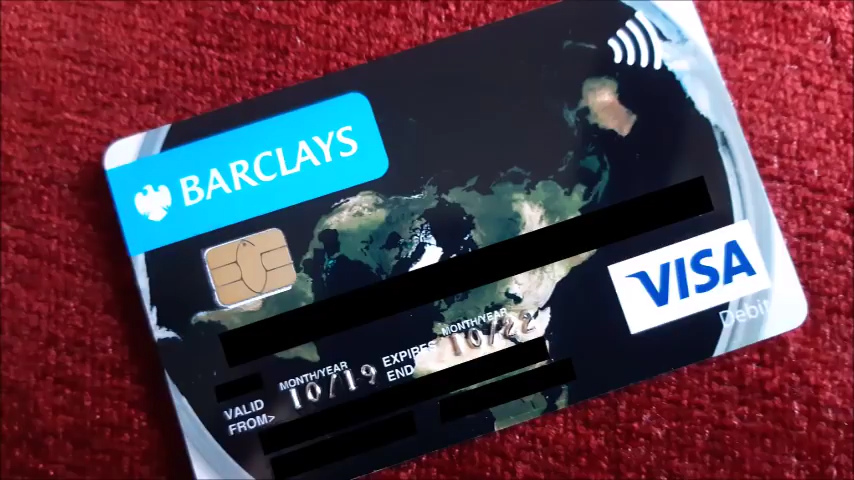 BARCLAYS
VISA
Debit
MONTH/YEAR
MONTH/YEAR
VALID FROM> 10/19 EXPIRES END 10/22